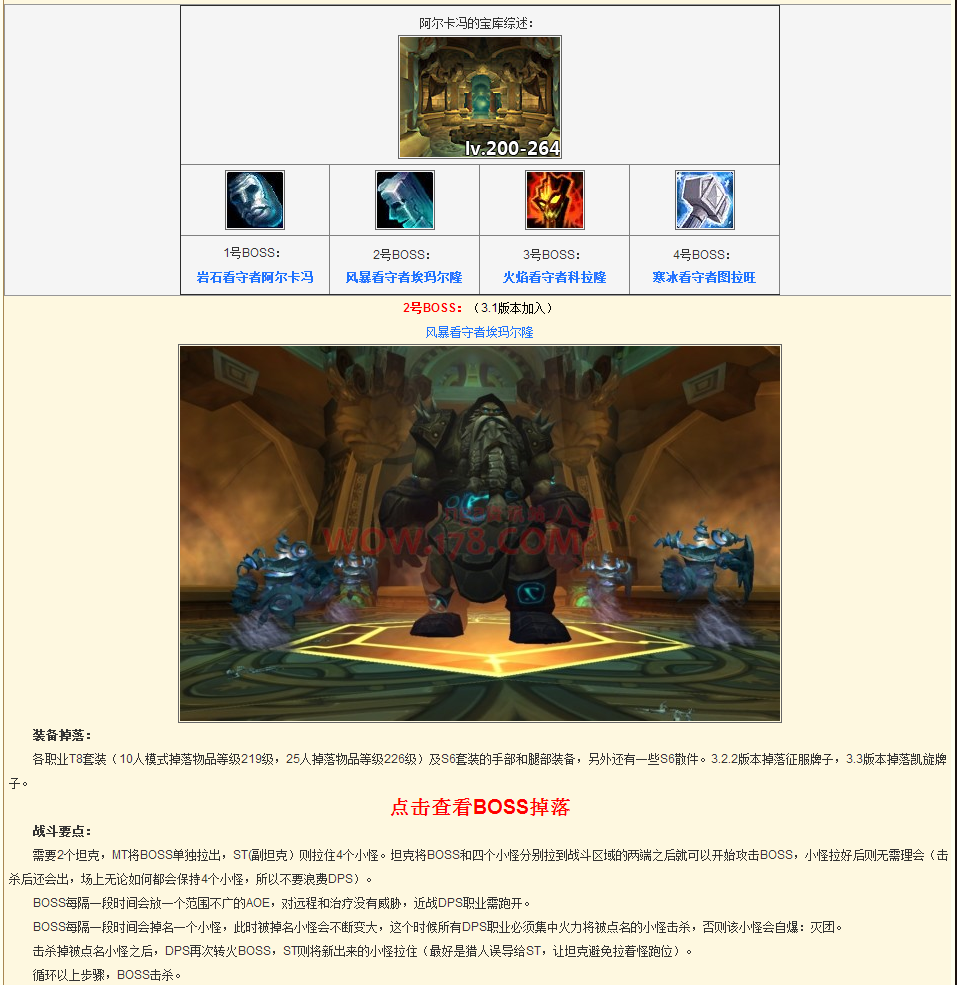 阿尔卡冯的宝库综述：
lv.200-264
1号BOSS：
2号BOSS：
3号BOSS：
4号BOSS：
岩石看守者阿尔卡冯
风暴看守者埃玛尔隆
火焰看守者科拉隆
寒冰看守者图拉旺
2号BOSS：（3.1版本加入）
风暴看守者埃玛尔隆
WOW.178.COM
装备掉落：
各职业T8套装（10人模式掉落物品等级219级，25人掉落物品等级226级）及S6套装的手部和腿部装备，另外还有一些S6散件。3.2.2版本掉落征服牌子，3.3版本掉落凯旋牌
子。
点击查看BOSS掉落
战斗要点：
需要2个坦克，MT将BOSS单独拉出，ST(副坦克）则拉住4个小怪。坦克将BOSS和四个小怪分别拉到战斗区域的两端之后就可以开始攻击BOSS，小怪拉好后则无需理会（击
杀后还会出，场上无论如何都会保持4个小怪，所以不要浪费DPS）。
BOSS每隔一段时间会放一个范围不广的AOE，对远程和治疗没有威胁，近战DPS职业需跑开。
BOSS每隔一段时间会掉名一个小怪，此时被掉名小怪会不断变大，这个时候所有DPS职业必须集中火力将被点名的小怪击杀，否则该小怪会自爆：灭团。
击杀掉被点名小怪之后，DPS再次转火BOSS，ST则将新出来的小怪拉住（最好是猎人误导给ST，让坦克避免拉着怪跑位）。
循环以上步骤，BOSS击杀。